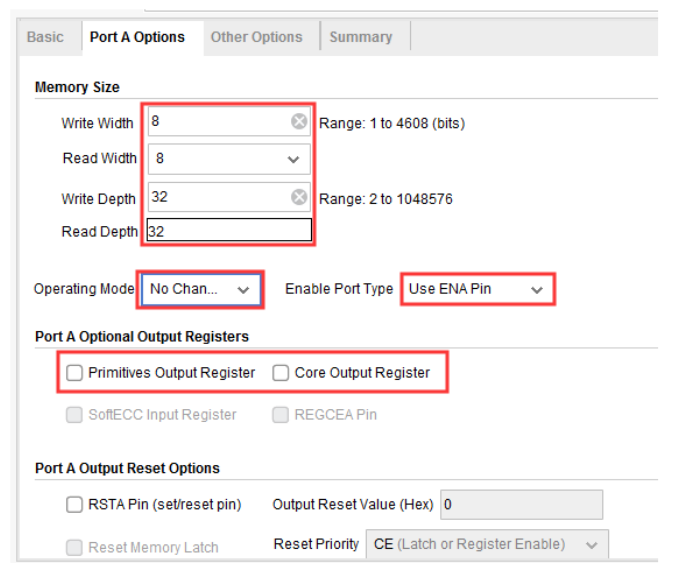 Basic Port A Options Other Options Summary
Memory Size
Write Width 8 Range: 1 to 4608 (bits)
Read Width 8
Write Depth 32 Range: 2 to 1048576
Read Depth 32
Operating Mode No Chan... Enable Port Type Use ENA Pin
Port A Optional Output Registers
Primitives Output Register Core Output Register
SoftECC Input Register REGCEA Pin
Port A Output Reset Options
RSTA Pin (set/reset pin) Output Reset Value (Hex) 0
Reset Memory Latch Reset Priority CE (Latch or Register Enable)